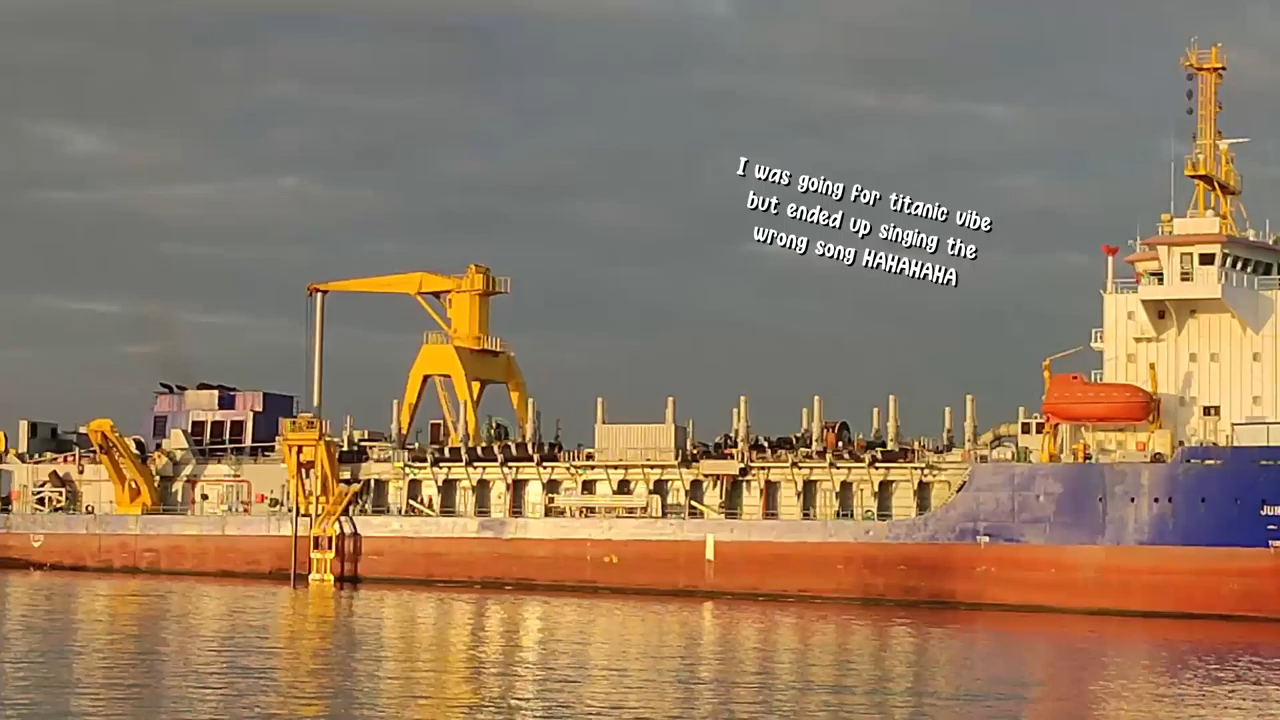 I was going for titanic vibe
but ended up singing the
wrong song HAHAHAHA